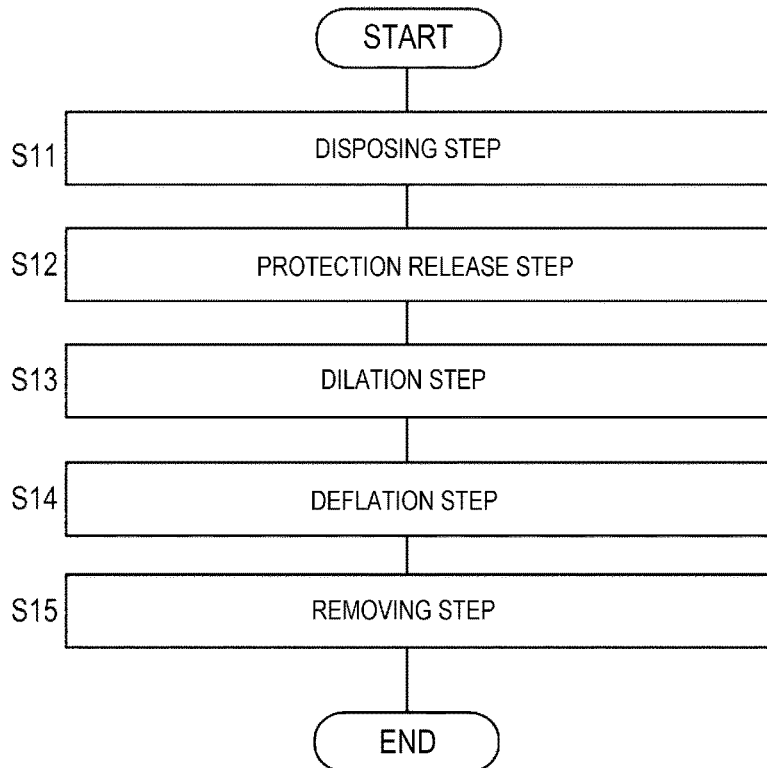 START
S11 DISPOSING STEP
S12 PROTECTION RELEASE STEP
S13 DILATION STEP
S14 DEFLATION STEP
S15 REMOVING STEP
END